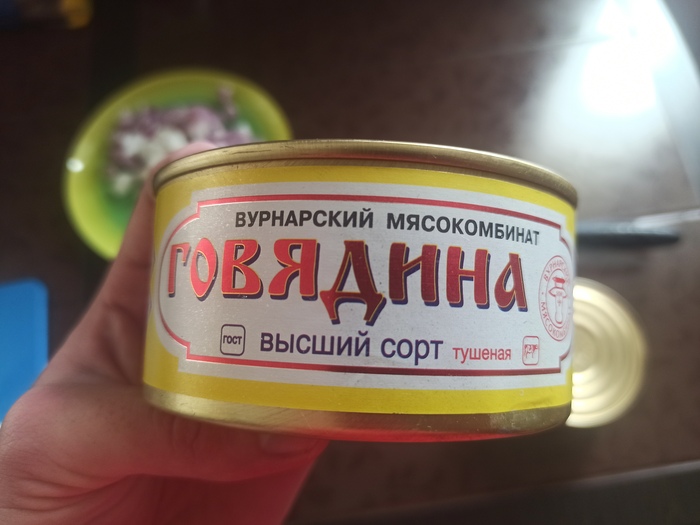 ВУРНАРСКИЙ МЯСОКОМБИНАТ
ГОВЯДИНА
ГОСТ ВЫСШИЙ СОРТ тушеная